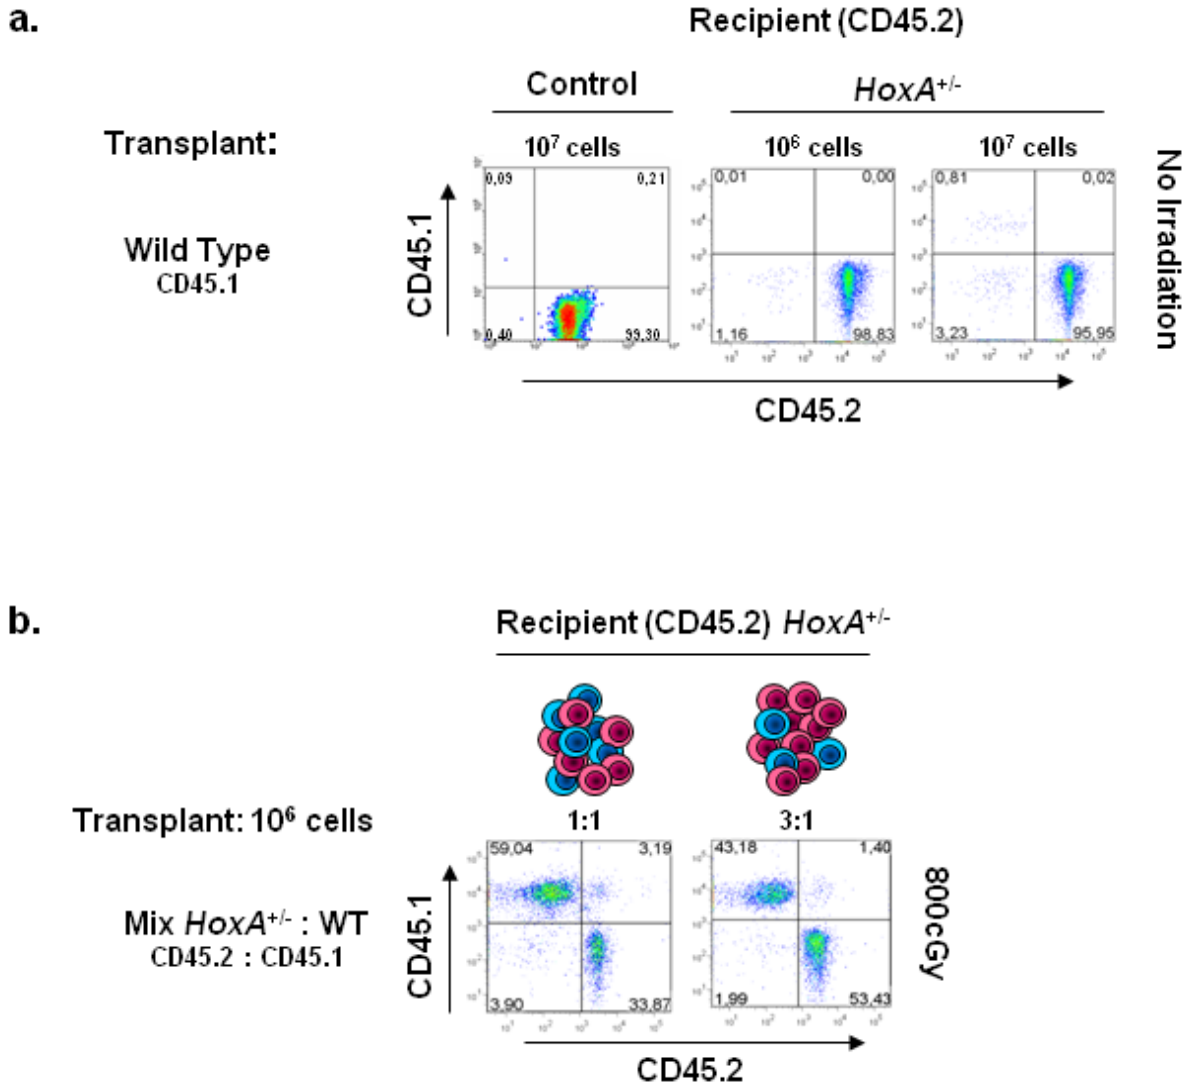 a.
Recipient (CD45.2)
Control
HoxA+/-
Transplant:
10⁷ cells
10⁶ cells
10⁷ cells
Wild Type
CD45.1
CD45.1
0,09 0,21
0,40 99,30
0,01 0,00
1,16 98,83
0,81 0,02
3,23 95,95
No Irradiation
CD45.2
b.
Recipient (CD45.2) HoxA+/-
Transplant: 10⁶ cells
1:1
3:1
Mix HoxA+/- : WT
CD45.2 : CD45.1
CD45.1
59,04 3,19
3,90 33,87
43,18 1,40
1,99 53,43
800cGy
CD45.2